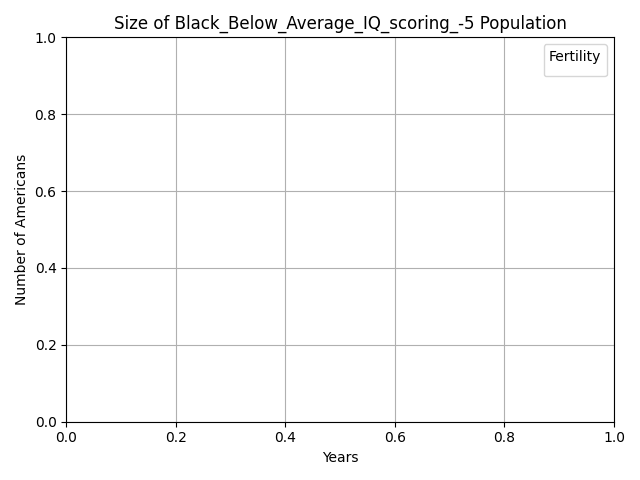 Size of Black_Below_Average_IQ_scoring_-5 Population
Fertility
Number of Americans
1.0
0.8
0.6
0.4
0.2
0.0
0.0 0.2 0.4 0.6 0.8 1.0
Years